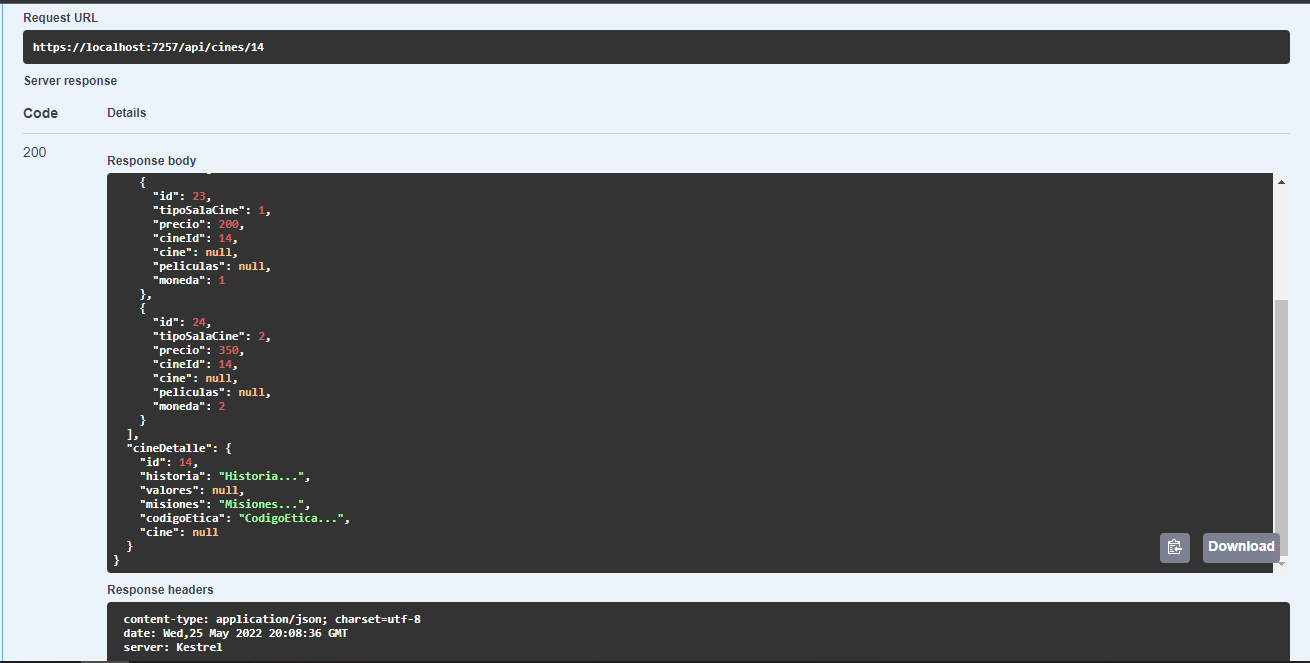 Request URL
https://localhost:7257/api/cines/14
Server response
Code Details
200
Response body
{
"id": 23,
"tipoSalaCine": 1,
"precio": 200,
"cineId": 14,
"cine": null,
"peliculas": null,
"moneda": 1
},
{
"id": 24,
"tipoSalaCine": 2,
"precio": 350,
"cineId": 14,
"cine": null,
"peliculas": null,
"moneda": 2
}
],
"cineDetalle": {
"id": 14,
"historia": "Historia...",
"valores": null,
"misiones": "Misiones...",
"codigoEtica": "CodigoEtica...",
"cine": null
}
}
Download
Response headers
content-type: application/json; charset=utf-8
date: Wed,25 May 2022 20:08:36 GMT
server: Kestrel